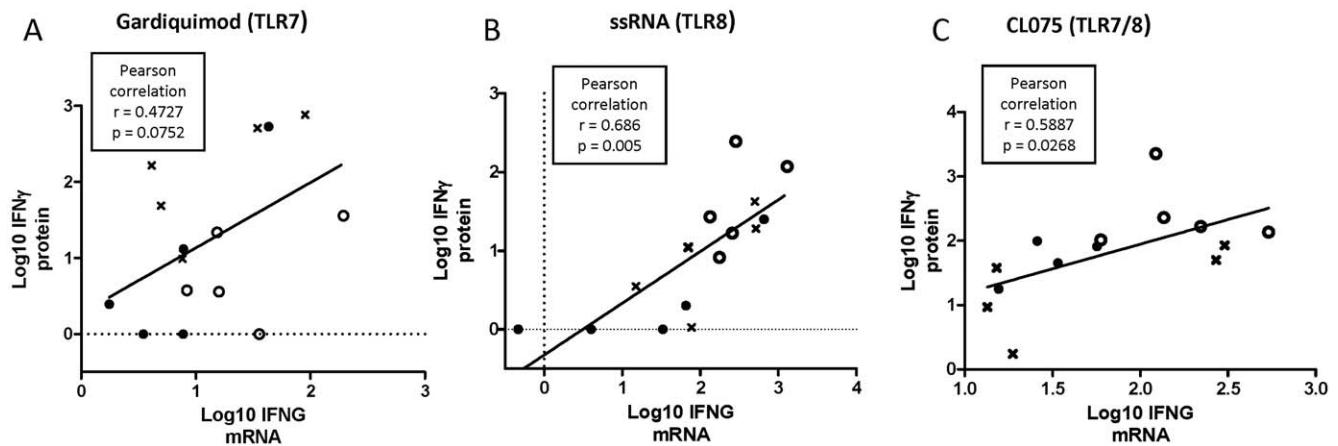 A
Gardiquimod (TLR7)
Pearson
correlation
r = 0.4727
p = 0.0752
Log10 IFNγ
protein
3
2
1
0
0
1
2
3
Log10 IFNG
mRNA
B
ssRNA (TLR8)
Pearson
correlation
r = 0.686
p = 0.005
Log10 IFNγ
protein
3
2
1
0
0
1
2
3
4
Log10 IFNG
mRNA
C
CL075 (TLR7/8)
Pearson
correlation
r = 0.5887
p = 0.0268
Log10 IFNγ
protein
4
3
2
1
0
1.0
1.5
2.0
2.5
3.0
Log10 IFNG
mRNA